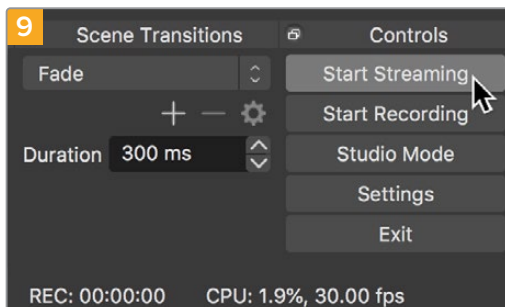 9
Scene Transitions
Controls
Fade
Start Streaming
Start Recording
Duration 300 ms
Studio Mode
Settings
Exit
REC: 00:00:00 CPU: 1.9%, 30.00 fps